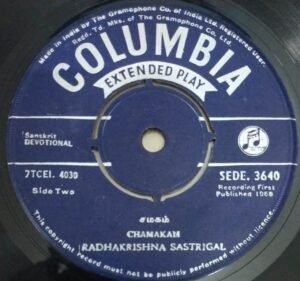 Made in India by The Gramophone Co. of India Ltd. Registered User.
Regd. Td. Mks. of The Gramophone Co. Ltd.
COLUMBIA
EXTENDED PLAY
Sanskrit
DEVOTIONAL
7TCEI. 4030
Side Two
SEDE. 3640
Recording First
Published 1968
சமகம்
CHAMAKAM
RADHAKRISHNA SASTRIGAL
This copyright record must not be publicly performed without licence.